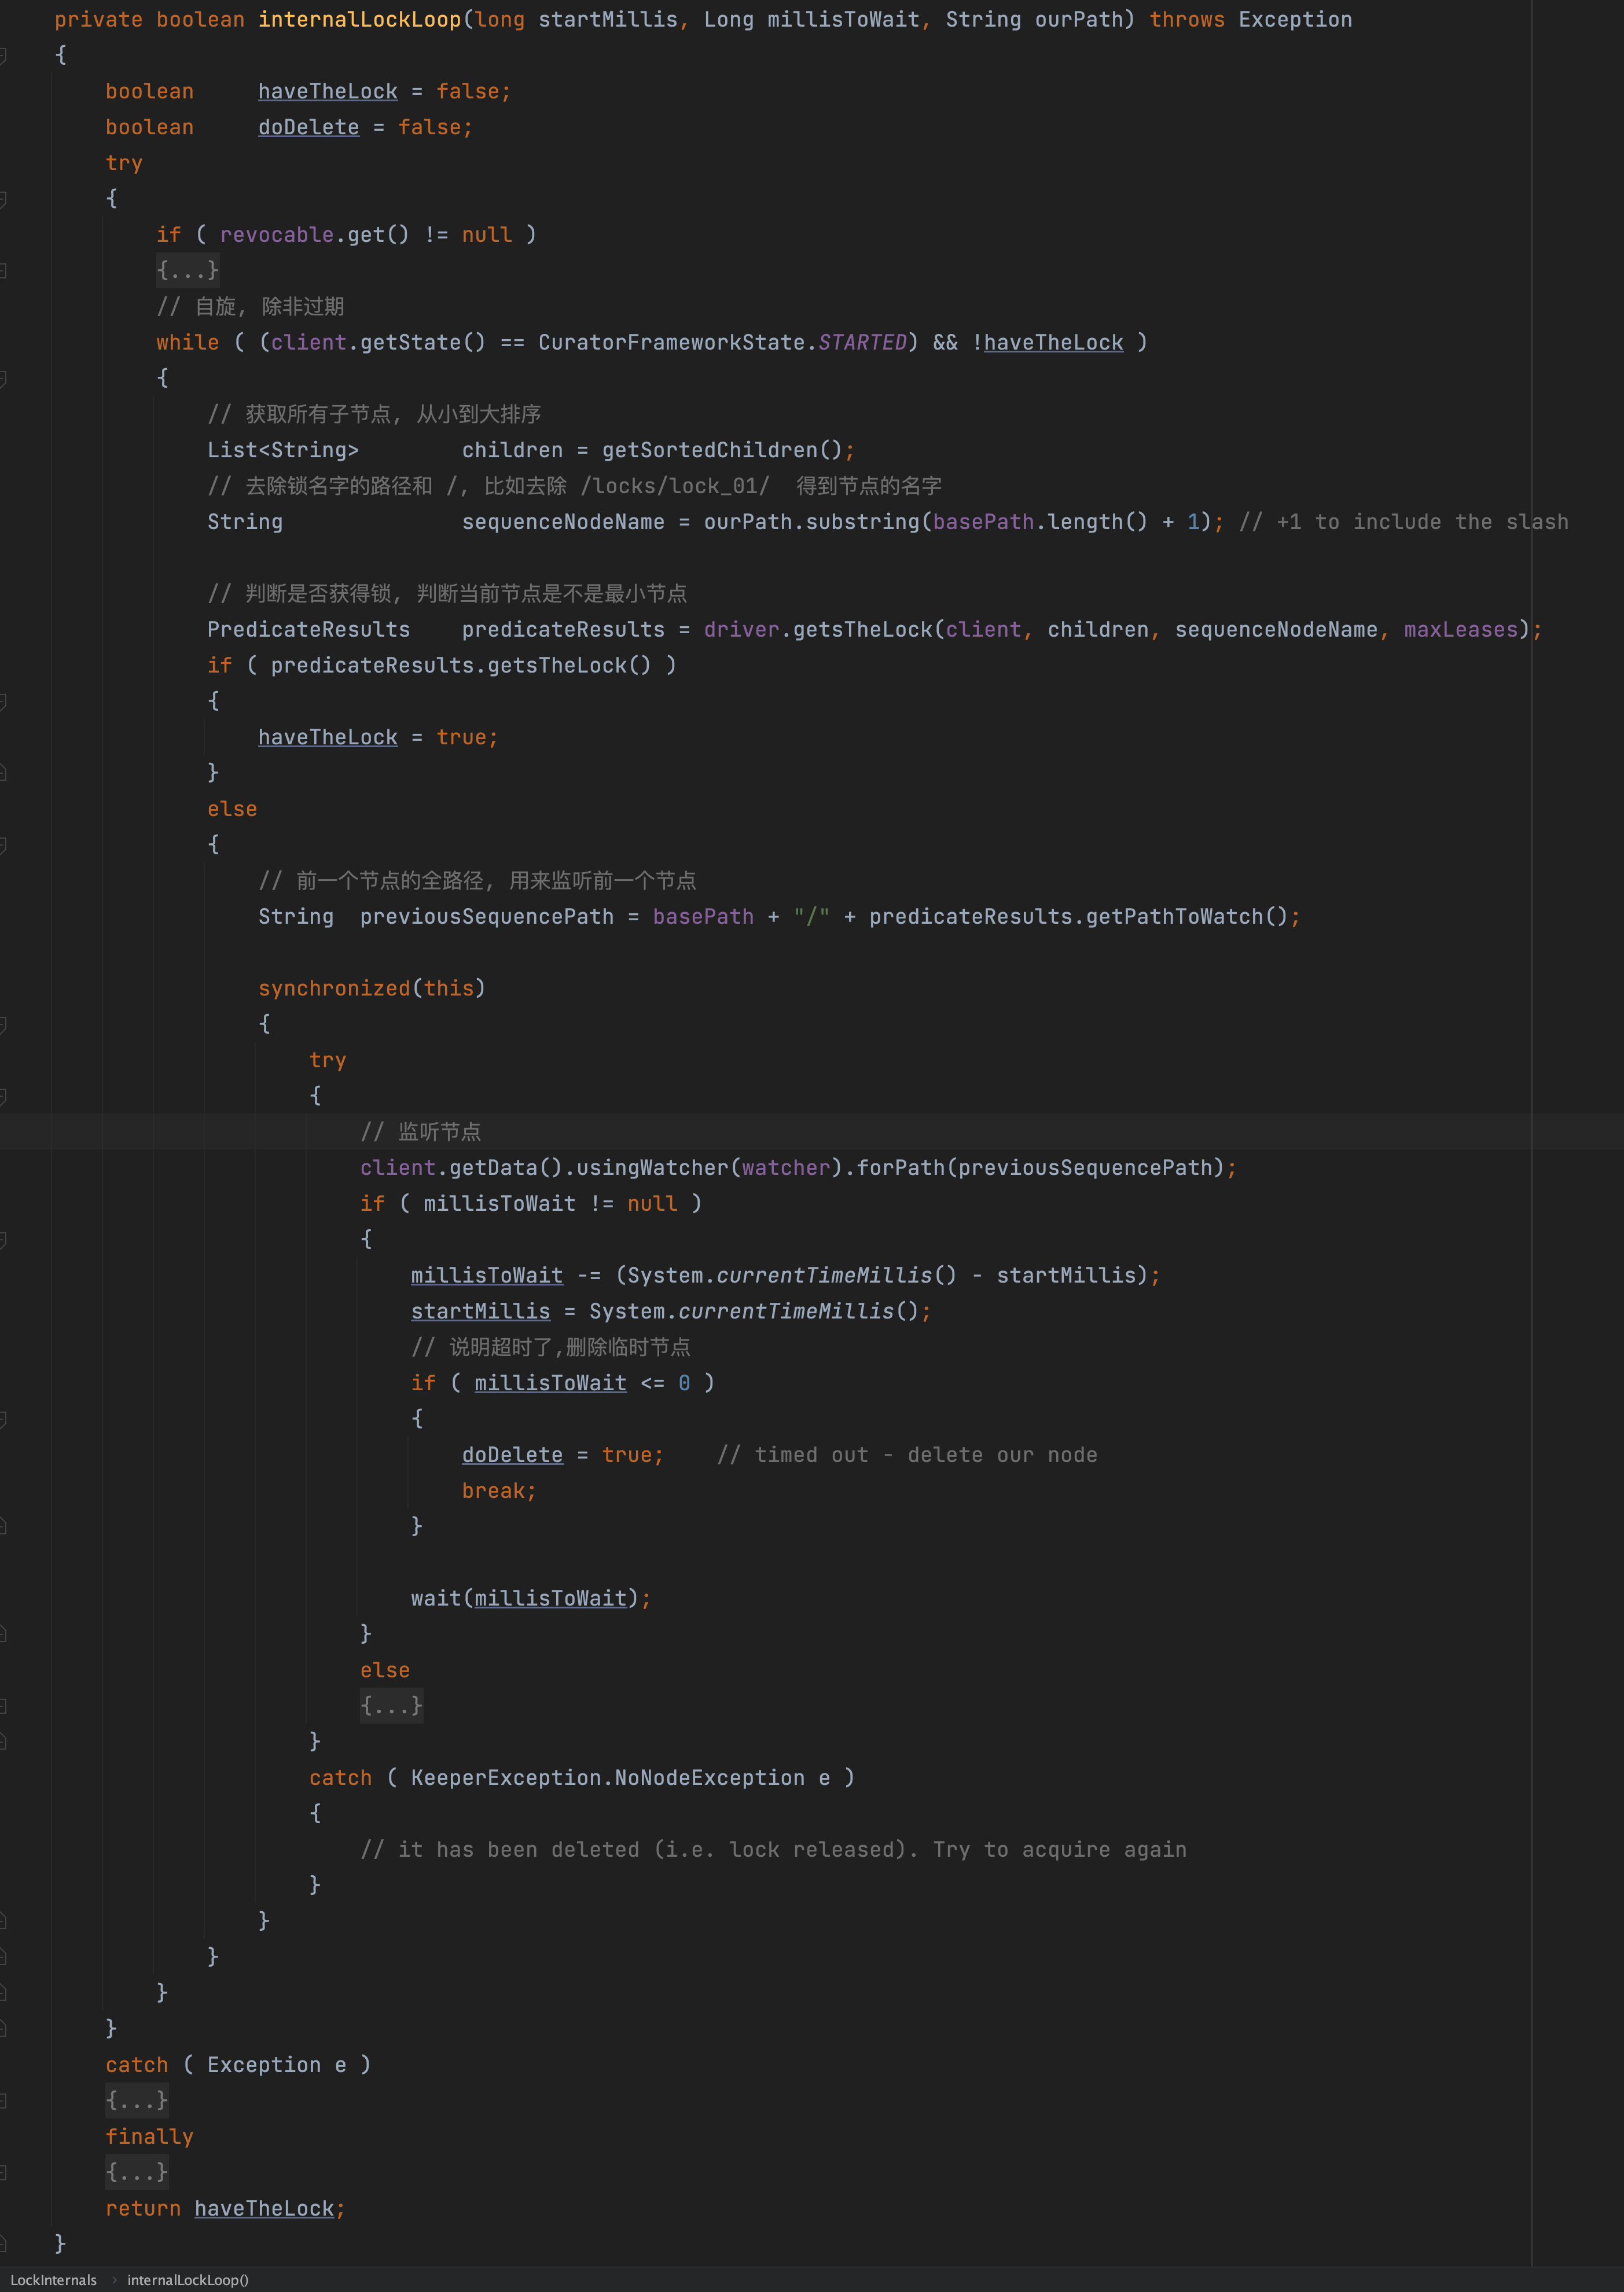 private boolean internalLockLoop(long startMillis, Long millisToWait, String ourPath) throws Exception
{
boolean haveTheLock = false;
boolean doDelete = false;
try
{
if ( revocable.get() != null )
{...}
// 自旋, 除非过期
while ( (client.getState() == CuratorFrameworkState.STARTED) && !haveTheLock )
{
// 获取所有子节点, 从小到大排序
List<String> children = getSortedChildren();
// 去除锁名字的路径和 /, 比如去除 /locks/lock_01/ 得到节点的名字
String sequenceNodeName = ourPath.substring(basePath.length() + 1); // +1 to include the slash
// 判断是否获得锁, 判断当前节点是不是最小节点
PredicateResults predicateResults = driver.getsTheLock(client, children, sequenceNodeName, maxLeases);
if ( predicateResults.getsTheLock() )
{
haveTheLock = true;
}
else
{
// 前一个节点的全路径, 用来监听前一个节点
String previousSequencePath = basePath + "/" + predicateResults.getPathToWatch();
synchronized(this)
{
try
{
// 监听节点
client.getData().usingWatcher(watcher).forPath(previousSequencePath);
if ( millisToWait != null )
{
millisToWait -= (System.currentTimeMillis() - startMillis);
startMillis = System.currentTimeMillis();
// 说明超时了,删除临时节点
if ( millisToWait <= 0 )
{
doDelete = true; // timed out - delete our node
break;
}
wait(millisToWait);
}
else
{...}
}
catch ( KeeperException.NoNodeException e )
{
// it has been deleted (i.e. lock released). Try to acquire again
}
}
}
}
}
catch ( Exception e )
{...}
finally
{...}
return haveTheLock;
}
LockInternals › internalLockLoop()